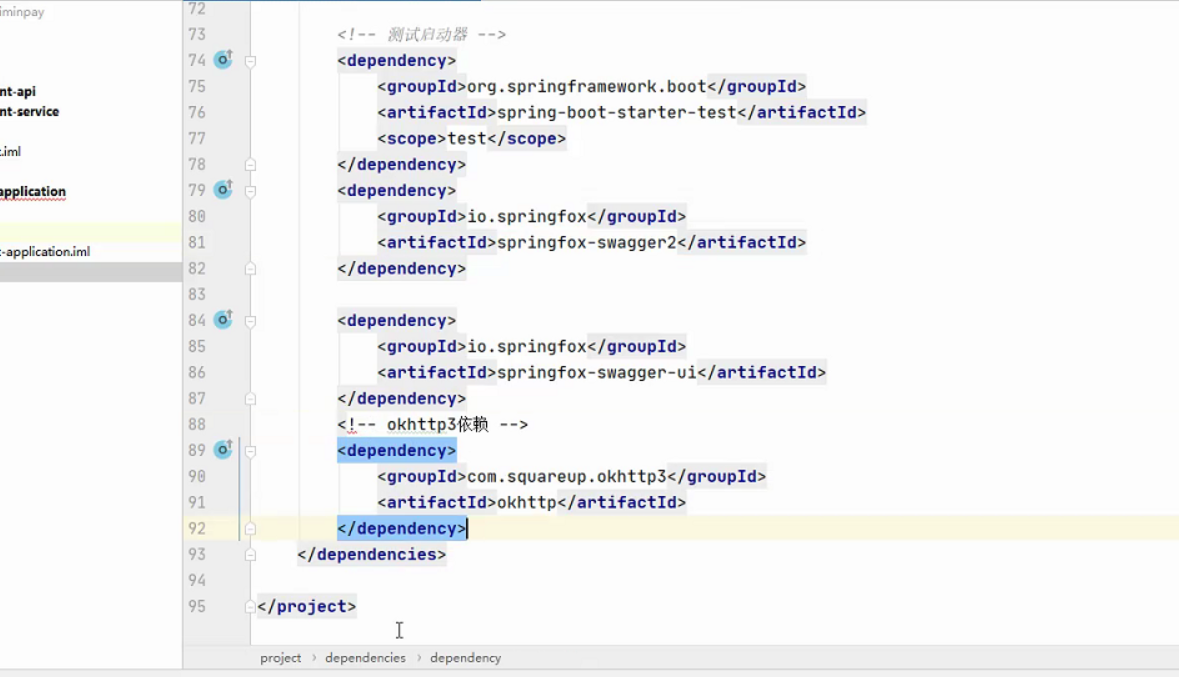 iminpay
nt-api
nt-service
.iml
application
-application.iml
72
73 <!-- 测试启动器 -->
74 <dependency>
75 <groupId>org.springframework.boot</groupId>
76 <artifactId>spring-boot-starter-test</artifactId>
77 <scope>test</scope>
78 </dependency>
79 <dependency>
80 <groupId>io.springfox</groupId>
81 <artifactId>springfox-swagger2</artifactId>
82 </dependency>
83
84 <dependency>
85 <groupId>io.springfox</groupId>
86 <artifactId>springfox-swagger-ui</artifactId>
87 </dependency>
88 <!-- okhttp3依赖 -->
89 <dependency>
90 <groupId>com.squareup.okhttp3</groupId>
91 <artifactId>okhttp</artifactId>
92 </dependency>
93 </dependencies>
94
95 </project>
project › dependencies › dependency